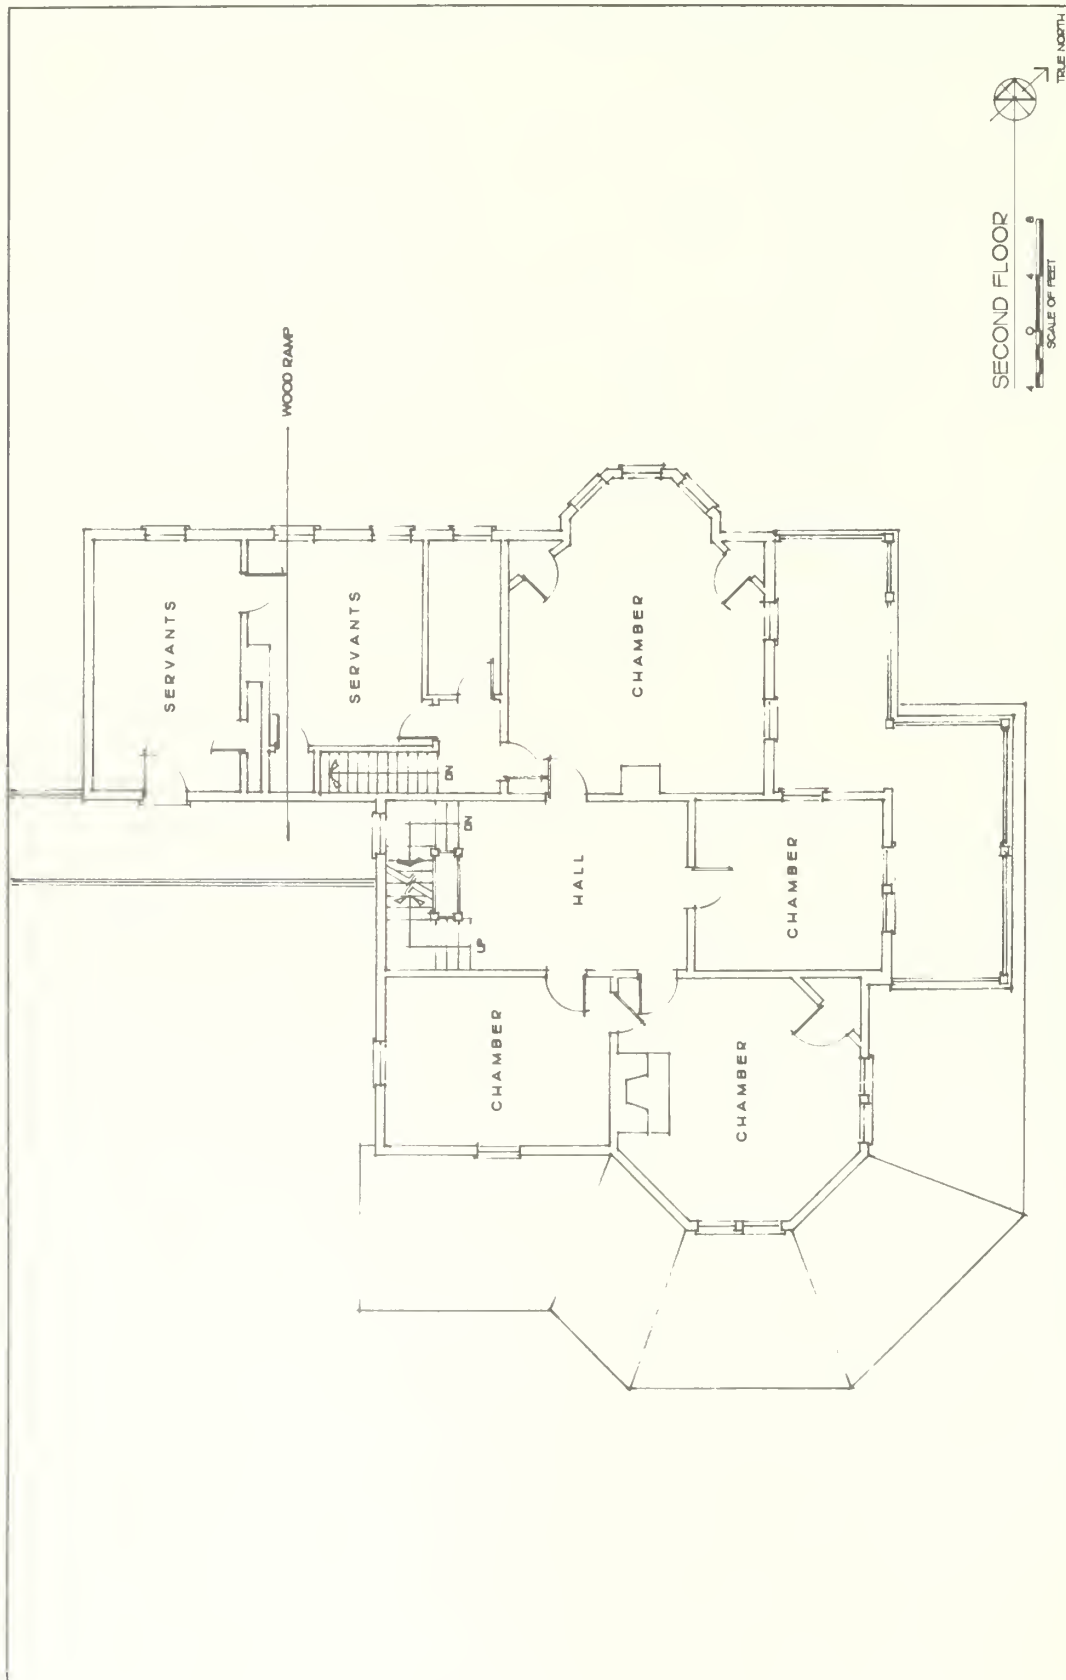 SERVANTS
WOOD RAMP
SERVANTS
DN
CHAMBER
DN
UP
HALL
CHAMBER
CHAMBER
CHAMBER
SECOND FLOOR
4 0 4 8
SCALE OF FEET
TRUE NORTH